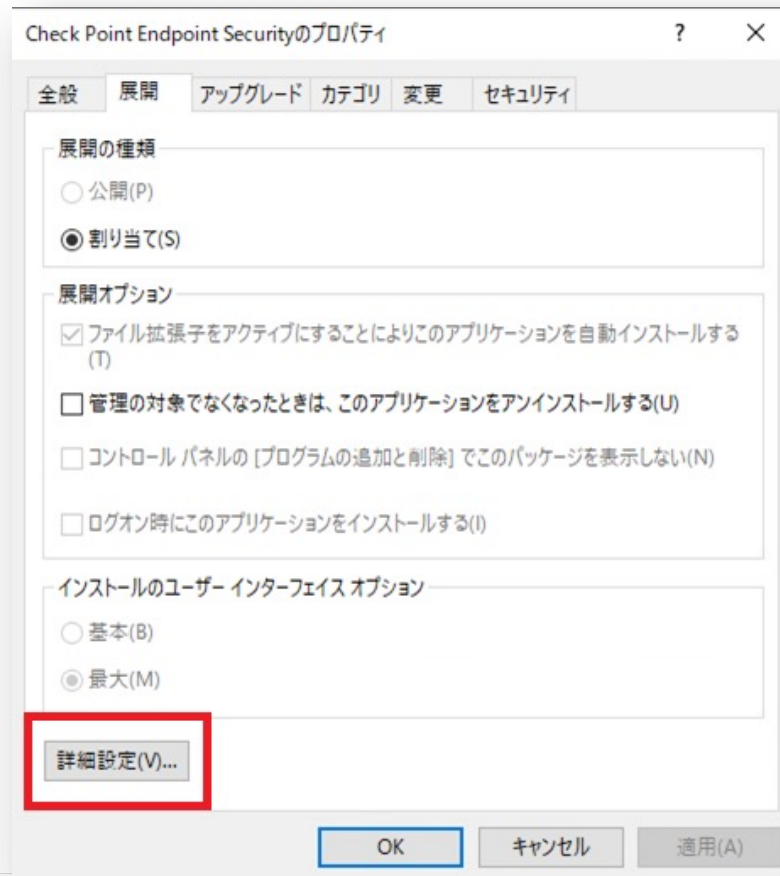 Check Point Endpoint Securityのプロパティ ? ×
全般 展開 アップグレード カテゴリ 変更 セキュリティ
展開の種類
公開(P)
割り当て(S)
展開オプション
ファイル拡張子をアクティブにすることによりこのアプリケーションを自動インストールする
(T)
管理の対象でなくなったときは、このアプリケーションをアンインストールする(U)
コントロール パネルの [プログラムの追加と削除] でこのパッケージを表示しない(N)
ログオン時にこのアプリケーションをインストールする(I)
インストールのユーザー インターフェイス オプション
基本(B)
最大(M)
詳細設定(V)...
OK キャンセル 適用(A)